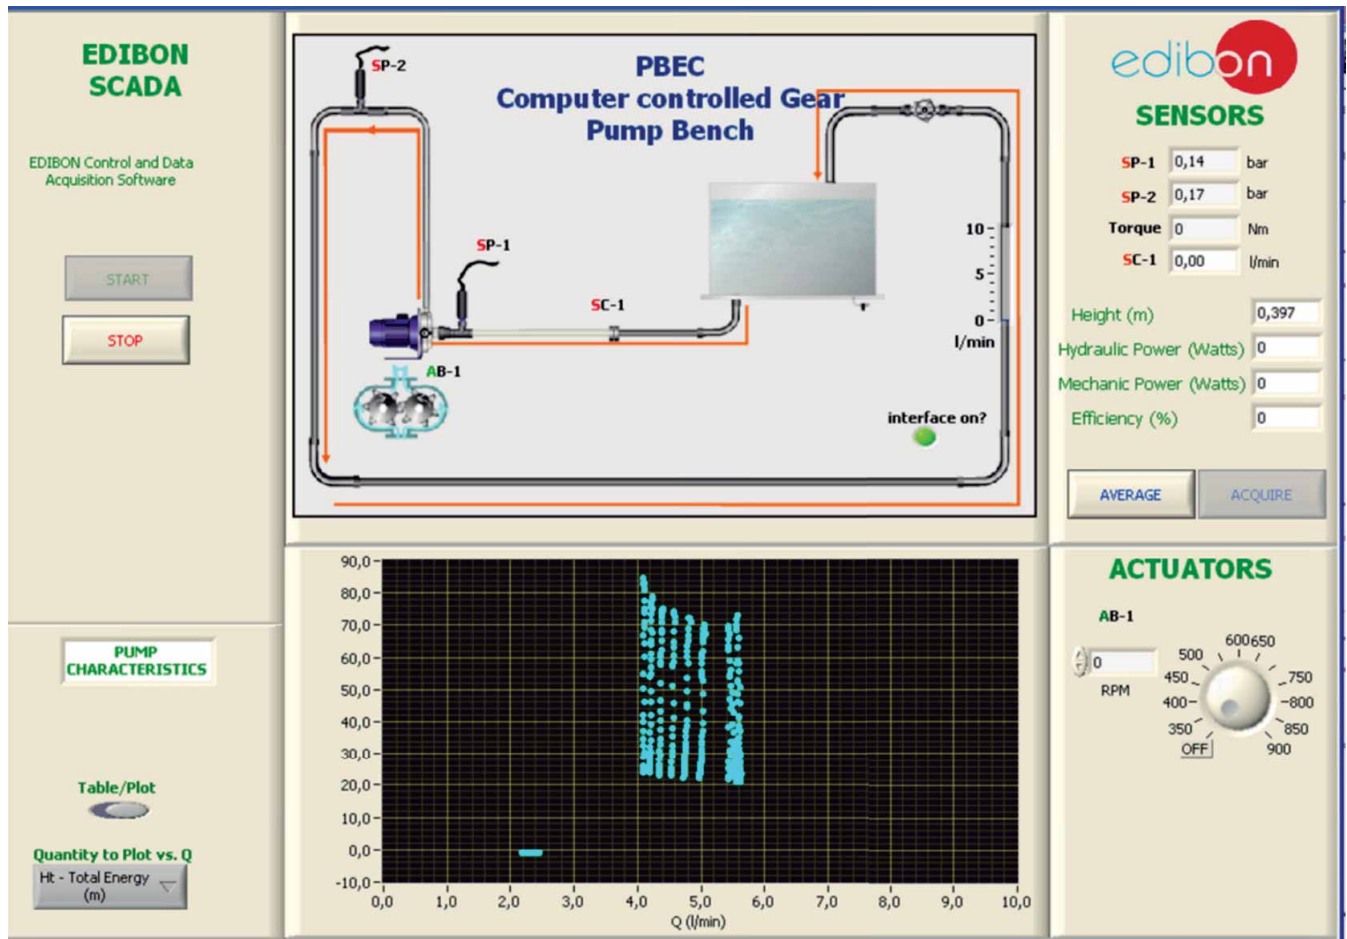 EDIBON
SCADA
EDIBON Control and Data
Acquisition Software
START
STOP
PUMP
CHARACTERISTICS
Table/Plot
Quantity to Plot vs. Q
Ht - Total Energy
(m)
PBEC
Computer controlled Gear
Pump Bench
SP-2
SP-1
SC-1
AB-1
10
5
0
l/min
interface on?
90,0
80,0
70,0
60,0
50,0
40,0
30,0
20,0
10,0
0,0
-10,0
0,0 1,0 2,0 3,0 4,0 5,0 6,0 7,0 8,0 9,0 10,0
Q (l/min)
edibon
SENSORS
SP-1 0,14 bar
SP-2 0,17 bar
Torque 0 Nm
SC-1 0,00 l/min
Height (m) 0,397
Hydraulic Power (Watts) 0
Mechanic Power (Watts) 0
Efficiency (%) 0
AVERAGE ACQUIRE
ACTUATORS
AB-1
0
RPM
OFF
350
400
450
500
600
650
750
800
850
900